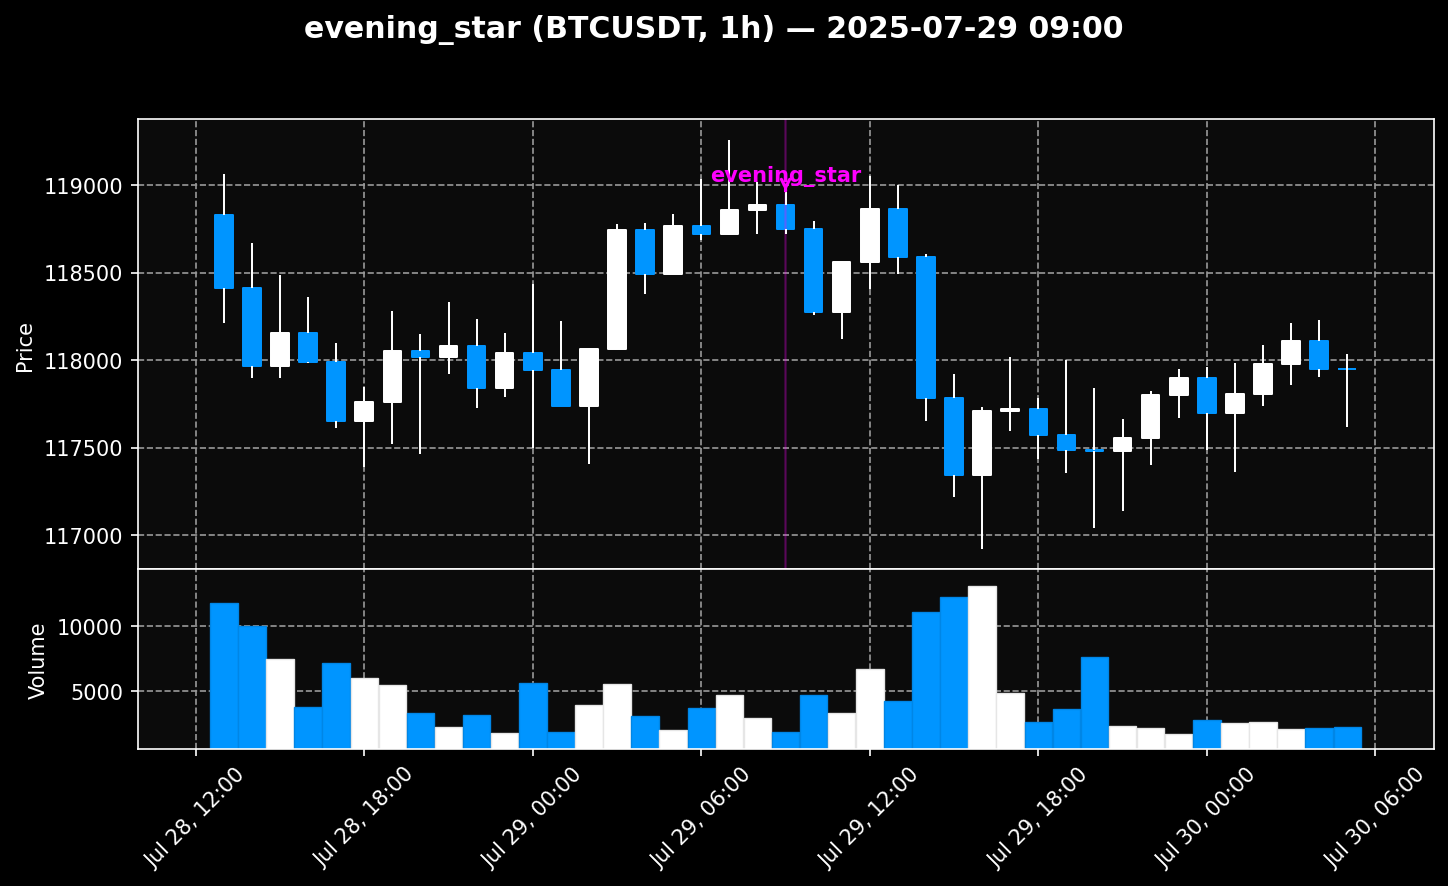 evening_star (BTCUSDT, 1h) — 2025-07-29 09:00
evening_star
119000
118500
118000
117500
117000
Price
10000
5000
Volume
Jul 28, 12:00
Jul 28, 18:00
Jul 29, 00:00
Jul 29, 06:00
Jul 29, 12:00
Jul 29, 18:00
Jul 30, 00:00
Jul 30, 06:00